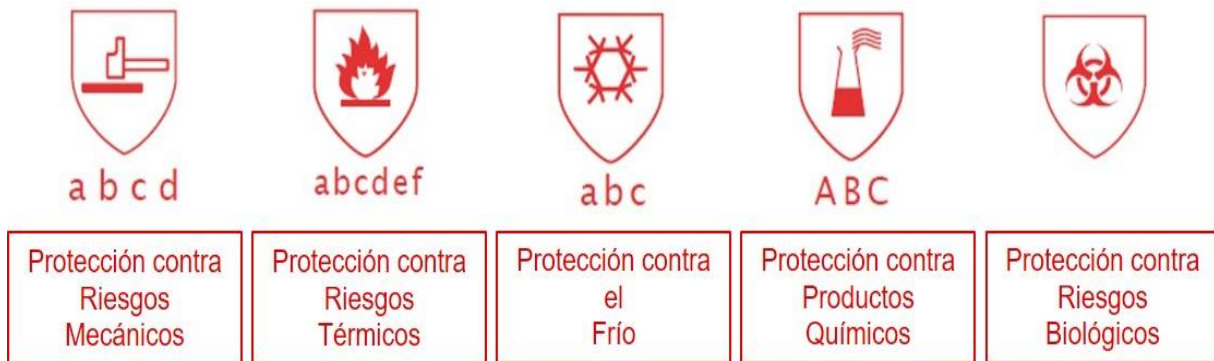 a b c d
abcdef
abc
ABC
Protección contra
Riesgos
Mecánicos
Protección contra
Riesgos
Térmicos
Protección contra
el
Frío
Protección contra
Productos
Químicos
Protección contra
Riesgos
Biológicos